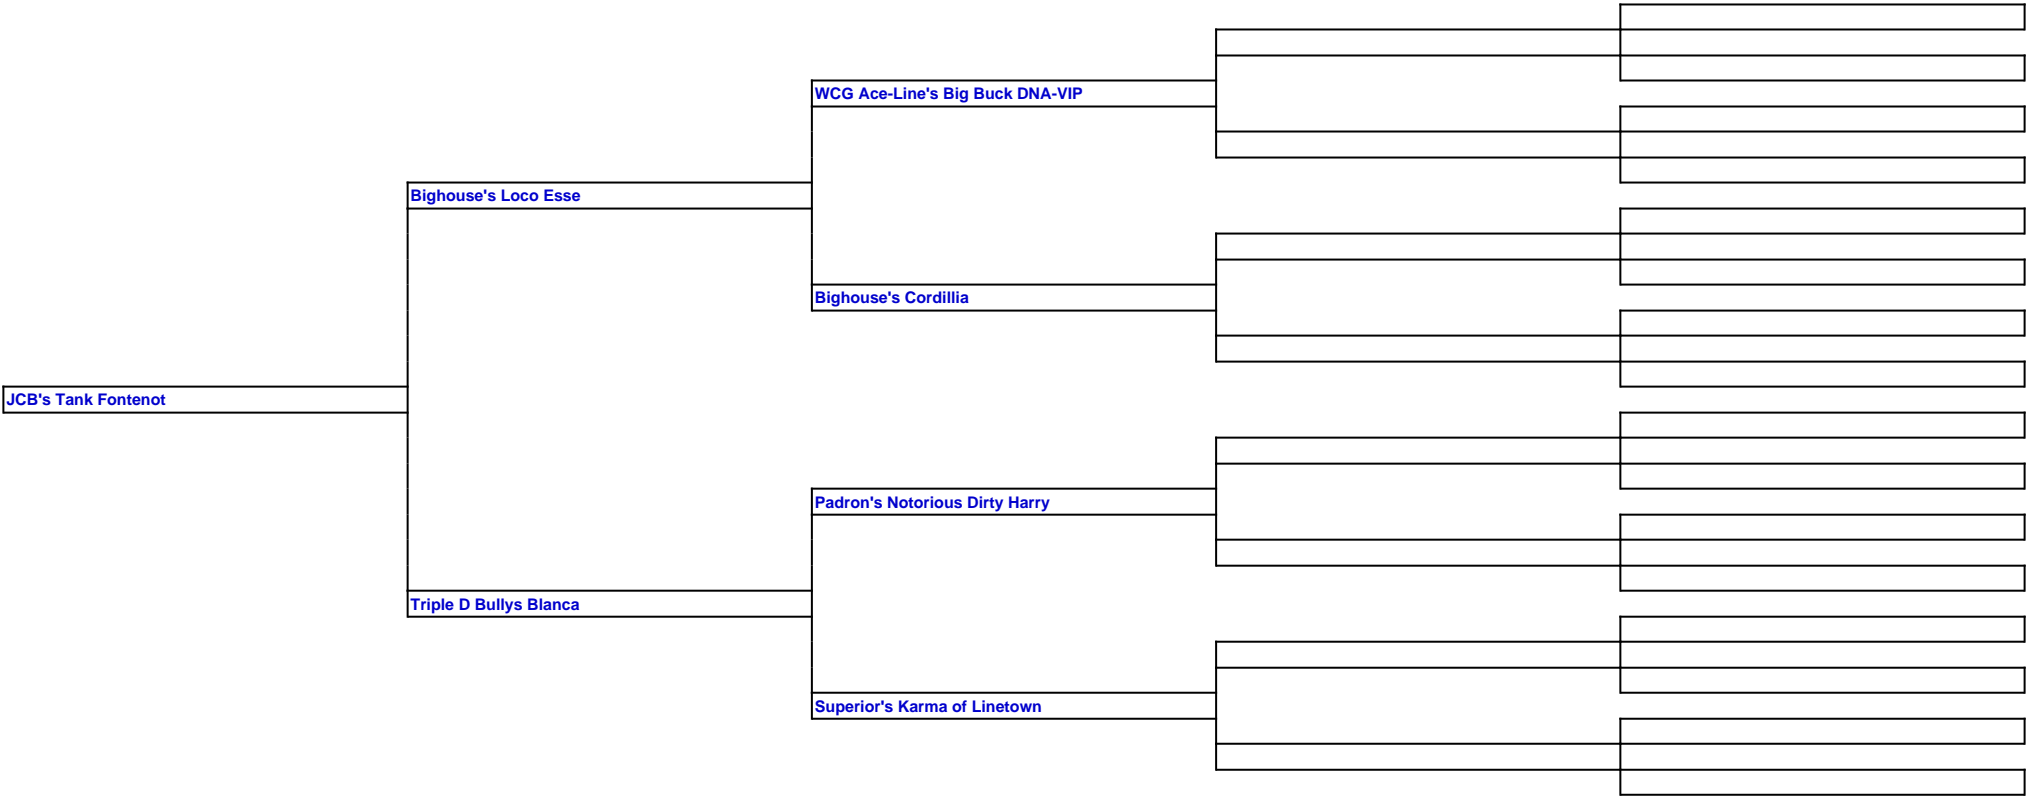 WCG Ace-Line's Big Buck DNA-VIP
Bighouse's Loco Esse
Bighouse's Cordillia
JCB's Tank Fontenot
Padron's Notorious Dirty Harry
Triple D Bullys Blanca
Superior's Karma of Linetown